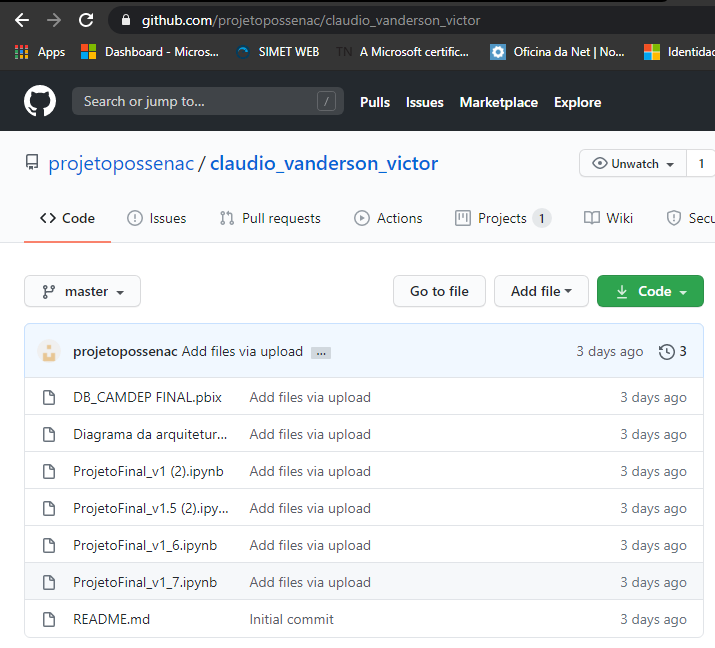 github.com/projetopossenac/claudio_vanderson_victor
Apps Dashboard - Micros... SIMET WEB TN A Microsoft certific... Oficina da Net | No... Identidac
Search or jump to... / Pulls Issues Marketplace Explore
projetopossenac / claudio_vanderson_victor Unwatch 1
Code Issues Pull requests Actions Projects 1 Wiki Secu
master Go to file Add file Code
projetopossenac Add files via upload ... 3 days ago 3
DB_CAMDEP FINAL.pbix Add files via upload 3 days ago
Diagrama da arquitetur... Add files via upload 3 days ago
ProjetoFinal_v1 (2).ipynb Add files via upload 3 days ago
ProjetoFinal_v1.5 (2).ipy... Add files via upload 3 days ago
ProjetoFinal_v1_6.ipynb Add files via upload 3 days ago
ProjetoFinal_v1_7.ipynb Add files via upload 3 days ago
README.md Initial commit 3 days ago